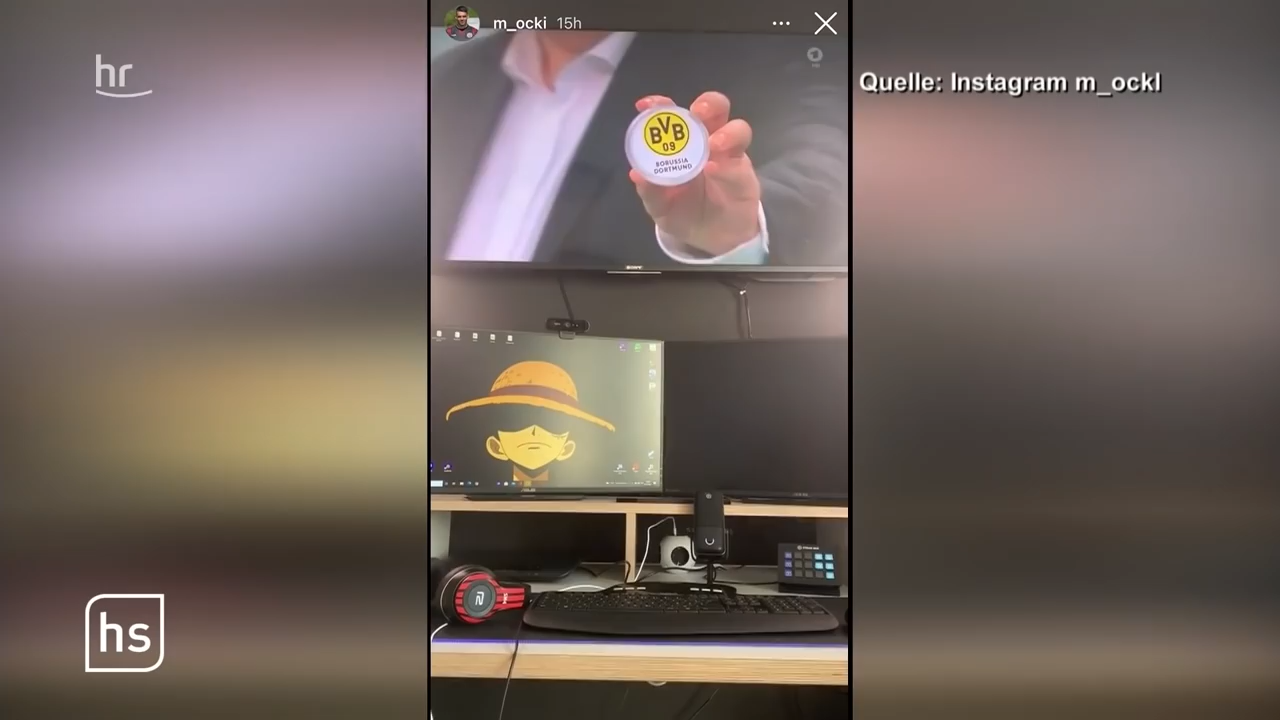 hr
m_ocki 15h
Quelle: Instagram m_ockl
BVB
09
BORUSSIA
DORTMUND
SONY
hs